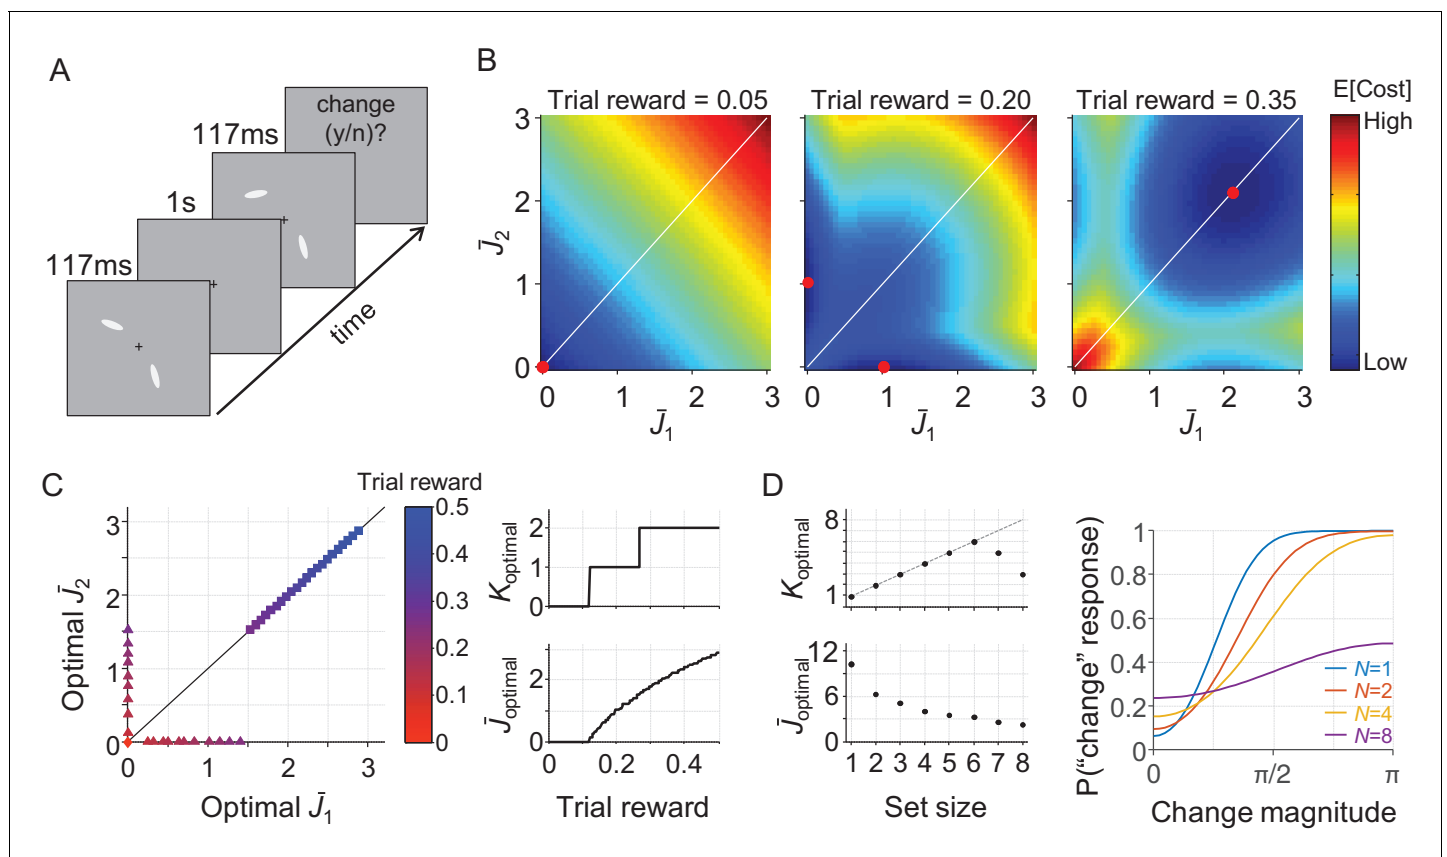 A
117ms
1s
117ms
change
(y/n)?
time
B
Trial reward = 0.05
Trial reward = 0.20
Trial reward = 0.35
E[Cost]
High
Low
J̄2
3
2
1
0
0 1 2 3
J̄1
0 1 2 3
J̄1
0 1 2 3
J̄1
C
Trial reward
0.5
0.4
0.3
0.2
0.1
0
Optimal J̄2
3
2
1
0
0 1 2 3
Optimal J̄1
Koptimal
2
1
0
J̄optimal
2
0
0 0.2 0.4
Trial reward
D
Koptimal
8
1
J̄optimal
12
6
0
1 2 3 4 5 6 7 8
Set size
P("change" response)
1
0.8
0.6
0.4
0.2
0
N=1
N=2
N=4
N=8
0 π/2 π
Change magnitude